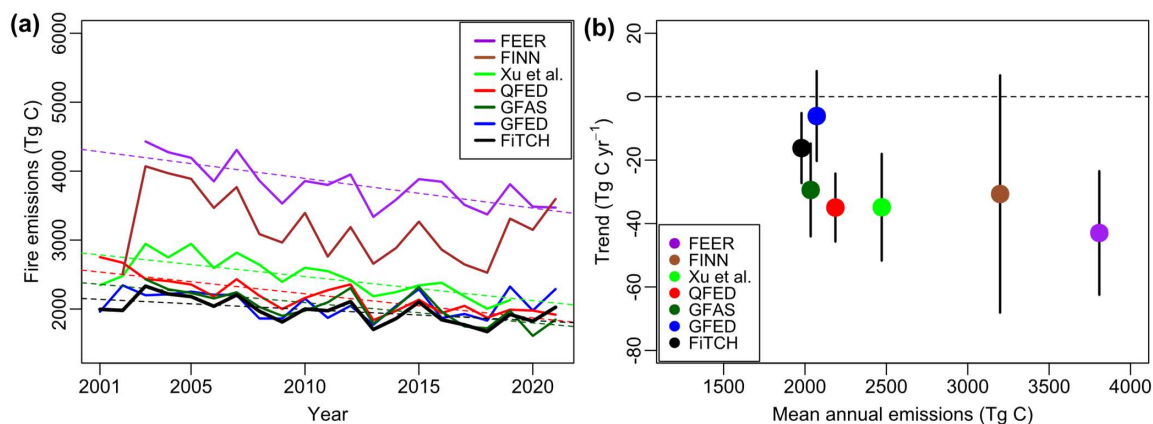 (a)
Fire emissions (Tg C)
6000
5000
4000
3000
2000
FEER
FINN
Xu et al.
QFED
GFAS
GFED
FiTCH
2001
2005
2010
2015
2020
Year
(b)
Trend (Tg C yr⁻¹)
20
0
-20
-40
-60
-80
FEER
FINN
Xu et al.
QFED
GFAS
GFED
FiTCH
1500
2000
2500
3000
3500
4000
Mean annual emissions (Tg C)